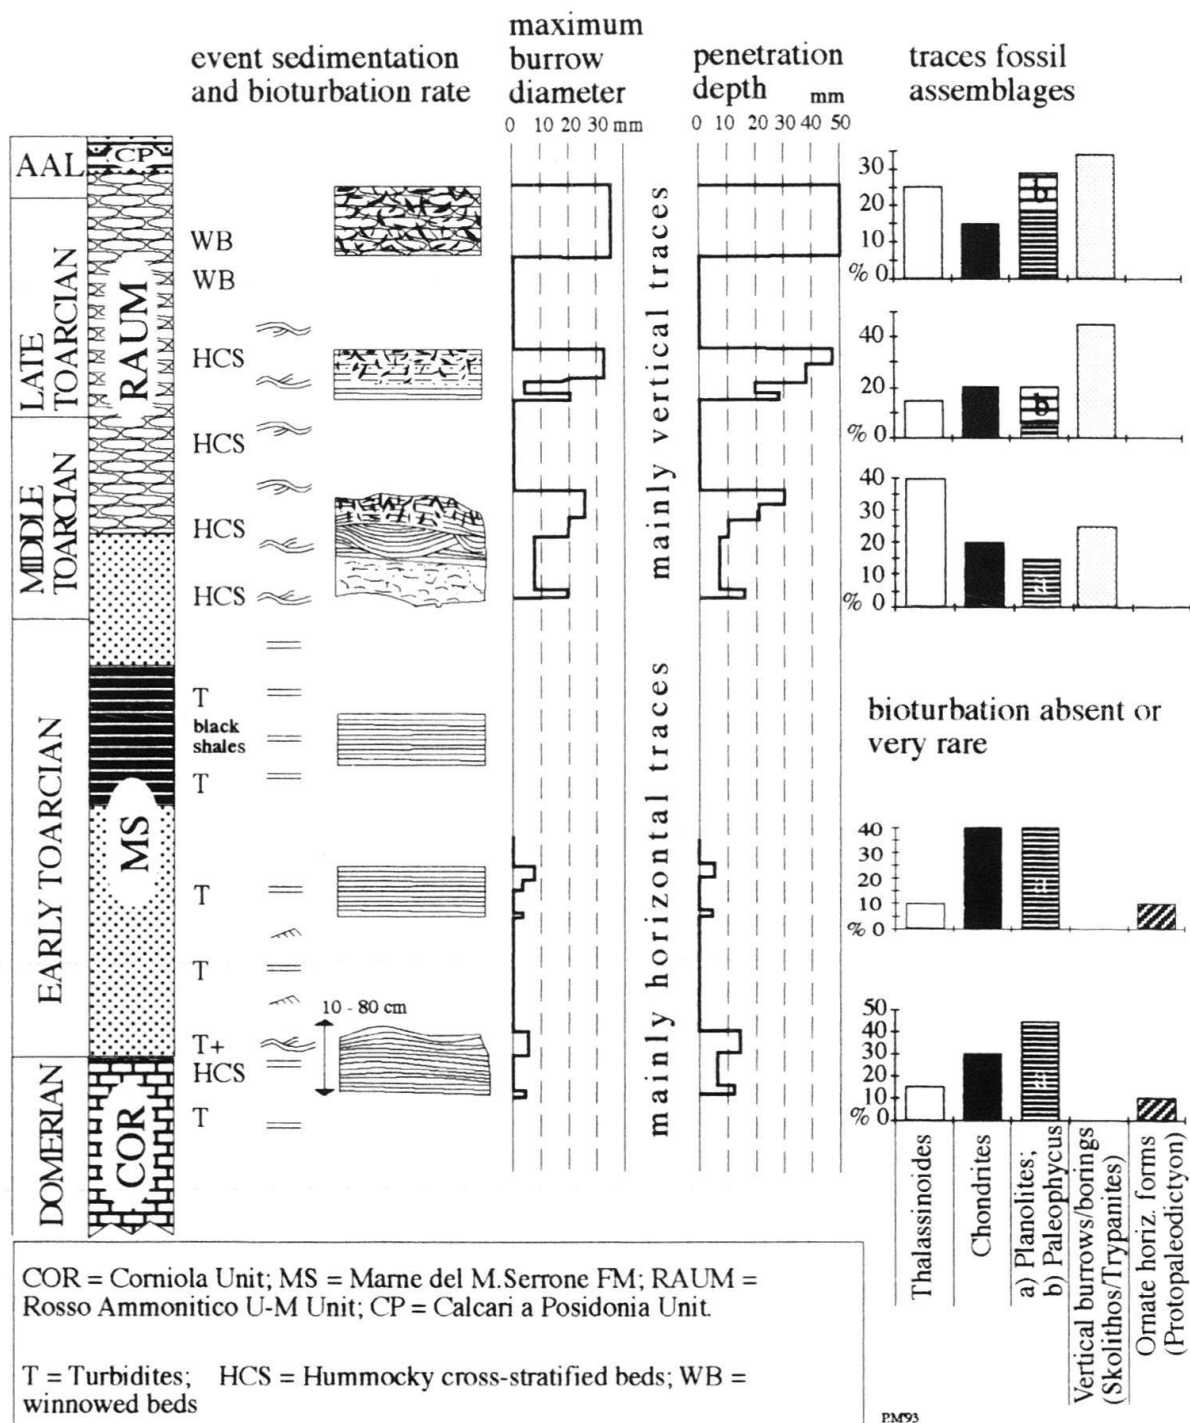 event sedimentation
and bioturbation rate
maximum
burrow
diameter
0 10 20 30 mm
penetration
depth mm
0 10 20 30 40 50
traces fossil
assemblages
AAL
LATE
TOARCIAN
MIDDLE
TOARCIAN
EARLY TOARCIAN
DOMERIAN
CP
RAUM
MS
COR
WB
WB
HCS
HCS
HCS
HCS
T
black
shales
T
T
T
T+
HCS
T
10 - 80 cm
mainly vertical traces
mainly horizontal traces
30
20
10
% 0
b
40
20
% 0
b
40
30
20
10
% 0
a
bioturbation absent or
very rare
40
30
20
10
% 0
a
50
40
30
20
10
% 0
a
Thalassinoides
Chondrites
a) Planolites;
b) Paleophycus
Vertical burrows/borings
(Skolithos/Trypanites)
Ornate horiz. forms
(Protopaleodictyon)
COR = Corniola Unit; MS = Marne del M.Serrone FM; RAUM =
Rosso Ammonitico U-M Unit; CP = Calcari a Posidonia Unit.
T = Turbidites; HCS = Hummocky cross-stratified beds; WB =
winnowed beds
P.M'93